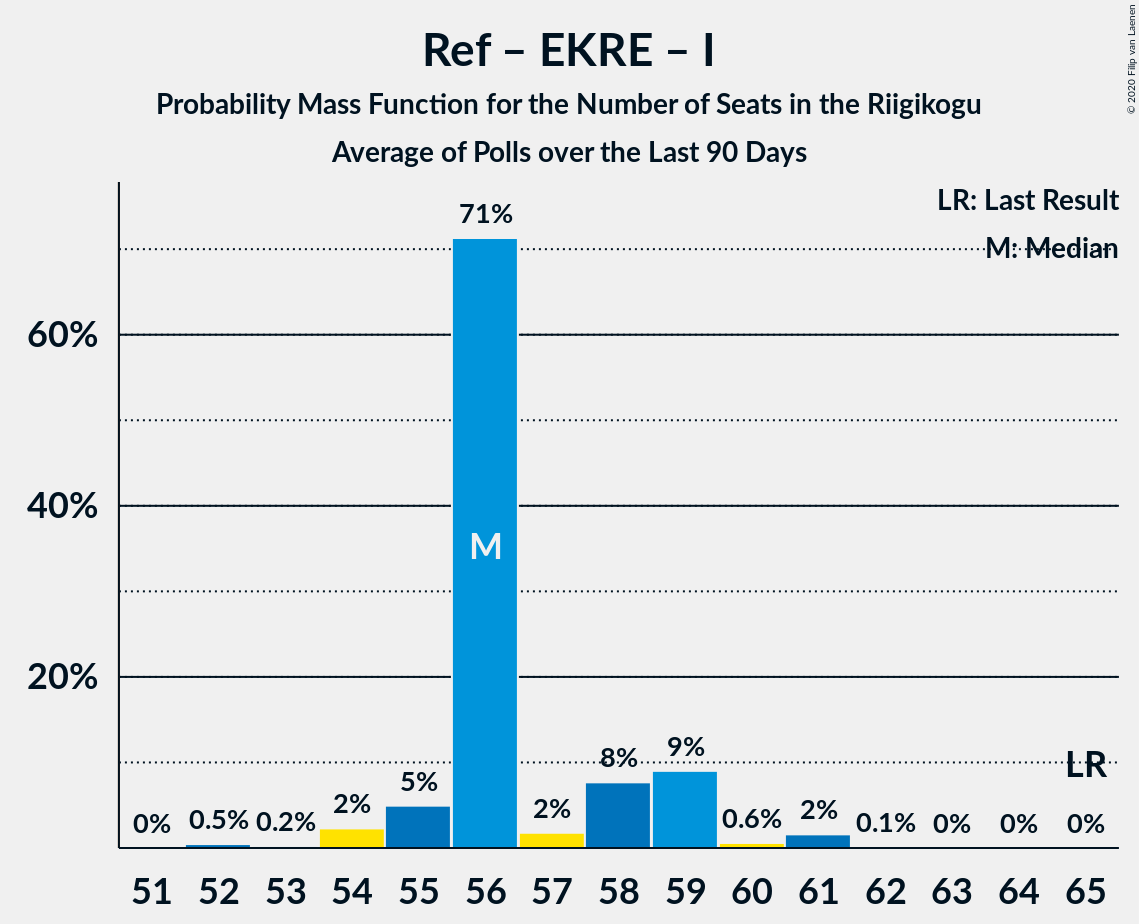 Ref – EKRE – I
Probability Mass Function for the Number of Seats in the Riigikogu
Average of Polls over the Last 90 Days
© 2020 Filip van Laenen
LR: Last Result
M: Median
60%
40%
20%
0%
0.5%
0.2%
2%
5%
71%
2%
8%
9%
0.6%
2%
0.1%
0%
0%
0%
M
LR
51 52 53 54 55 56 57 58 59 60 61 62 63 64 65